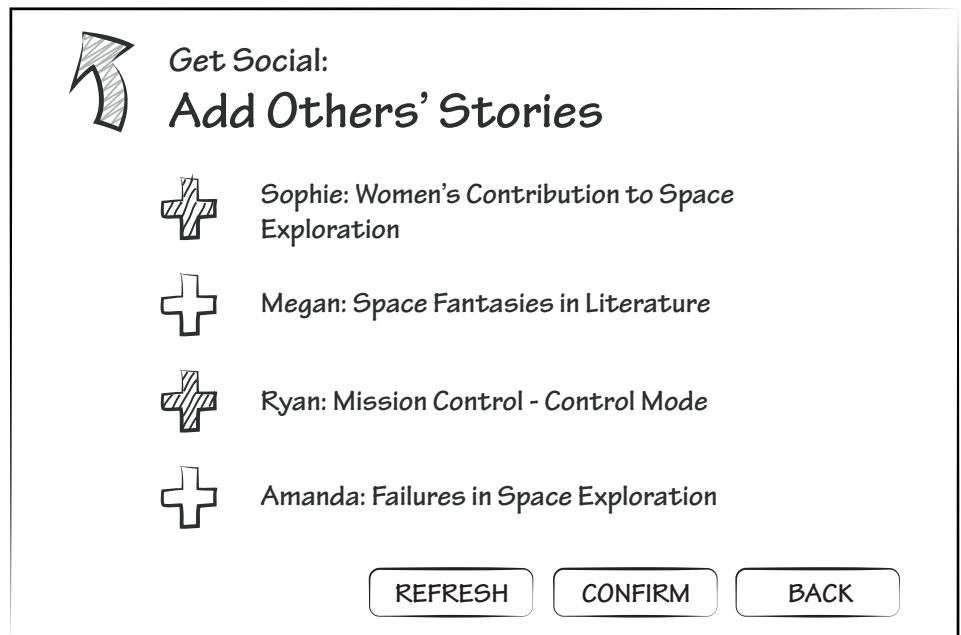 Get Social:
Add Others’ Stories
Sophie: Women’s Contribution to Space
Exploration
Megan: Space Fantasies in Literature
Ryan: Mission Control - Control Mode
Amanda: Failures in Space Exploration
REFRESH
CONFIRM
BACK